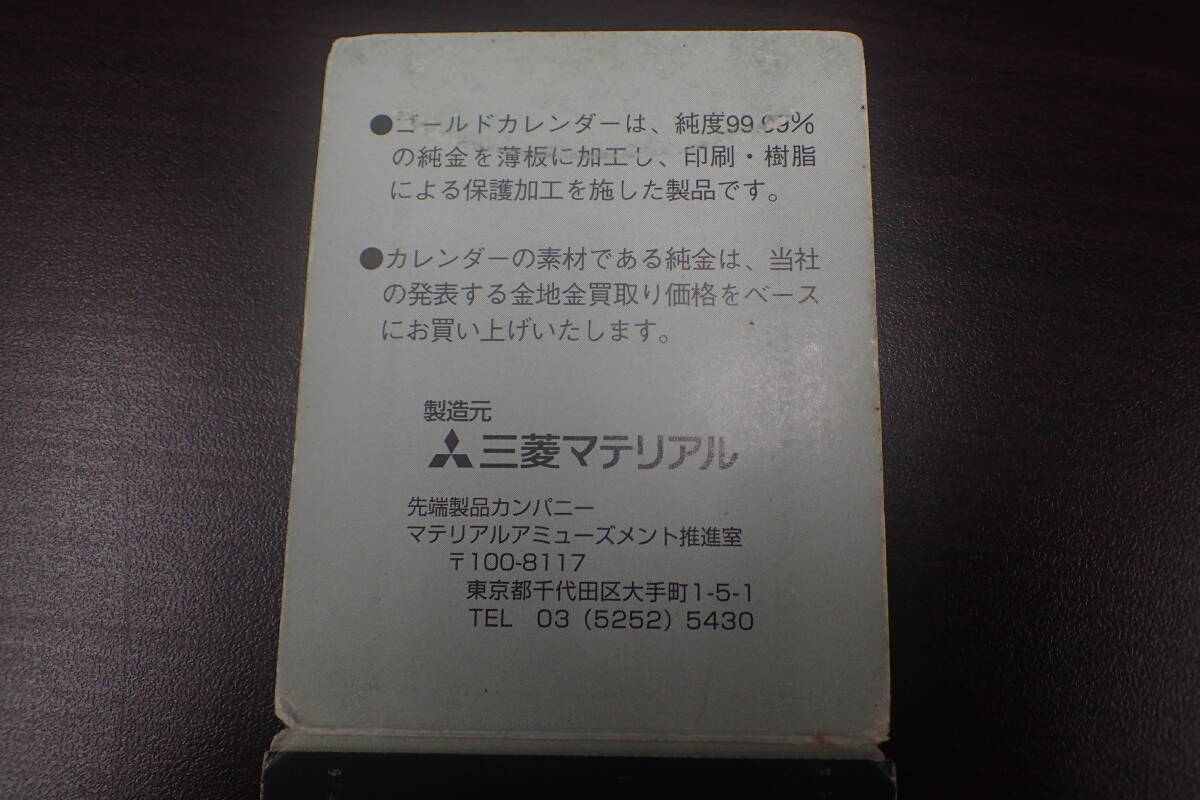 ●ゴールドカレンダーは、純度99.99%
の純金を薄板に加工し、印刷・樹脂
による保護加工を施した製品です。
●カレンダーの素材である純金は、当社
の発表する金地金買取り価格をベース
にお買い上げいたします。
製造元
三菱マテリアル
先端製品カンパニー
マテリアルアミューズメント推進室
〒100-8117
東京都千代田区大手町1-5-1
TEL 03 (5252) 5430